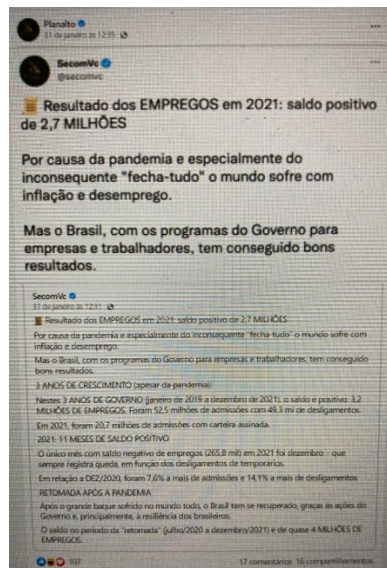 Planalto
31 de janeiro às 12:35
SecomVc
@secomvc
Resultado dos EMPREGOS em 2021: saldo positivo
de 2,7 MILHÕES
Por causa da pandemia e especialmente do
inconsequente "fecha-tudo" o mundo sofre com
inflação e desemprego.
Mas o Brasil, com os programas do Governo para
empresas e trabalhadores, tem conseguido bons
resultados.
SecomVc
31 de janeiro às 12:31
Resultado dos EMPREGOS em 2021: saldo positivo de 2,7 MILHÕES
Por causa da pandemia e especialmente do inconsequente "fecha-tudo" o mundo sofre com
inflação e desemprego.
Mas o Brasil, com os programas do Governo para empresas e trabalhadores, tem conseguido
bons resultados.
3 ANOS DE CRESCIMENTO (apesar da pandemia):
Nestes 3 ANOS DE GOVERNO (janeiro de 2019 a dezembro de 2021), o saldo é positivo: 3,2
MILHÕES DE EMPREGOS. Foram 52,5 milhões de admissões com 49,3 mi de desligamentos.
Em 2021, foram 20,7 milhões de admissões com carteira assinada.
2021: 11 MESES DE SALDO POSITIVO
O único mês com saldo negativo de empregos (265,8 mil) em 2021 foi dezembro - que
sempre registra queda, em função dos desligamentos de temporários.
Em relação a DEZ/2020, foram 7,6% a mais de admissões e 14,1% a mais de desligamentos
RETOMADA APÓS A PANDEMIA
Após o grande baque sofrido no mundo todo, o Brasil tem se recuperado, graças às ações do
Governo e, principalmente, à resiliência dos brasileiros.
O saldo no período da "retomada" (julho/2020 a dezembro/2021) é de quase 4 MILHÕES DE
EMPREGOS.
107
17 comentários 16 compartilhamentos